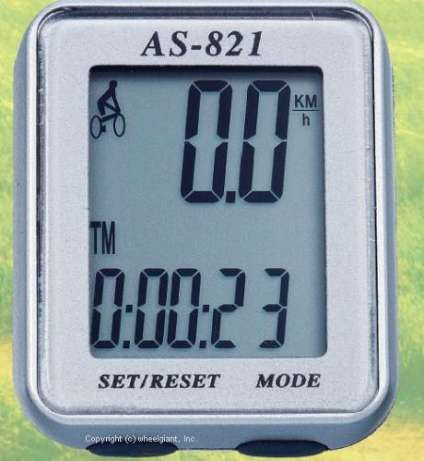 AS-821
0.0 KM/h
TM
0:00:23
SET/RESET MODE
Copyright (c) wheelgiant, Inc.